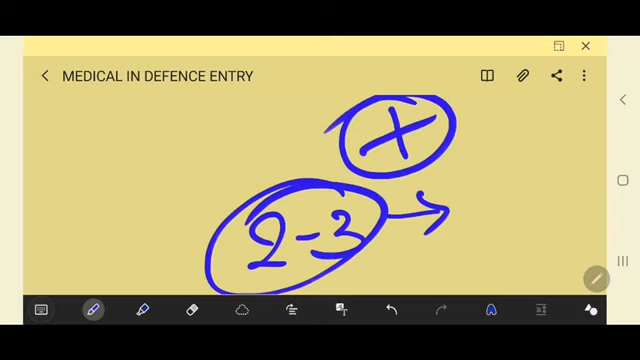 MEDICAL IN DEFENCE ENTRY
X
2-3 →